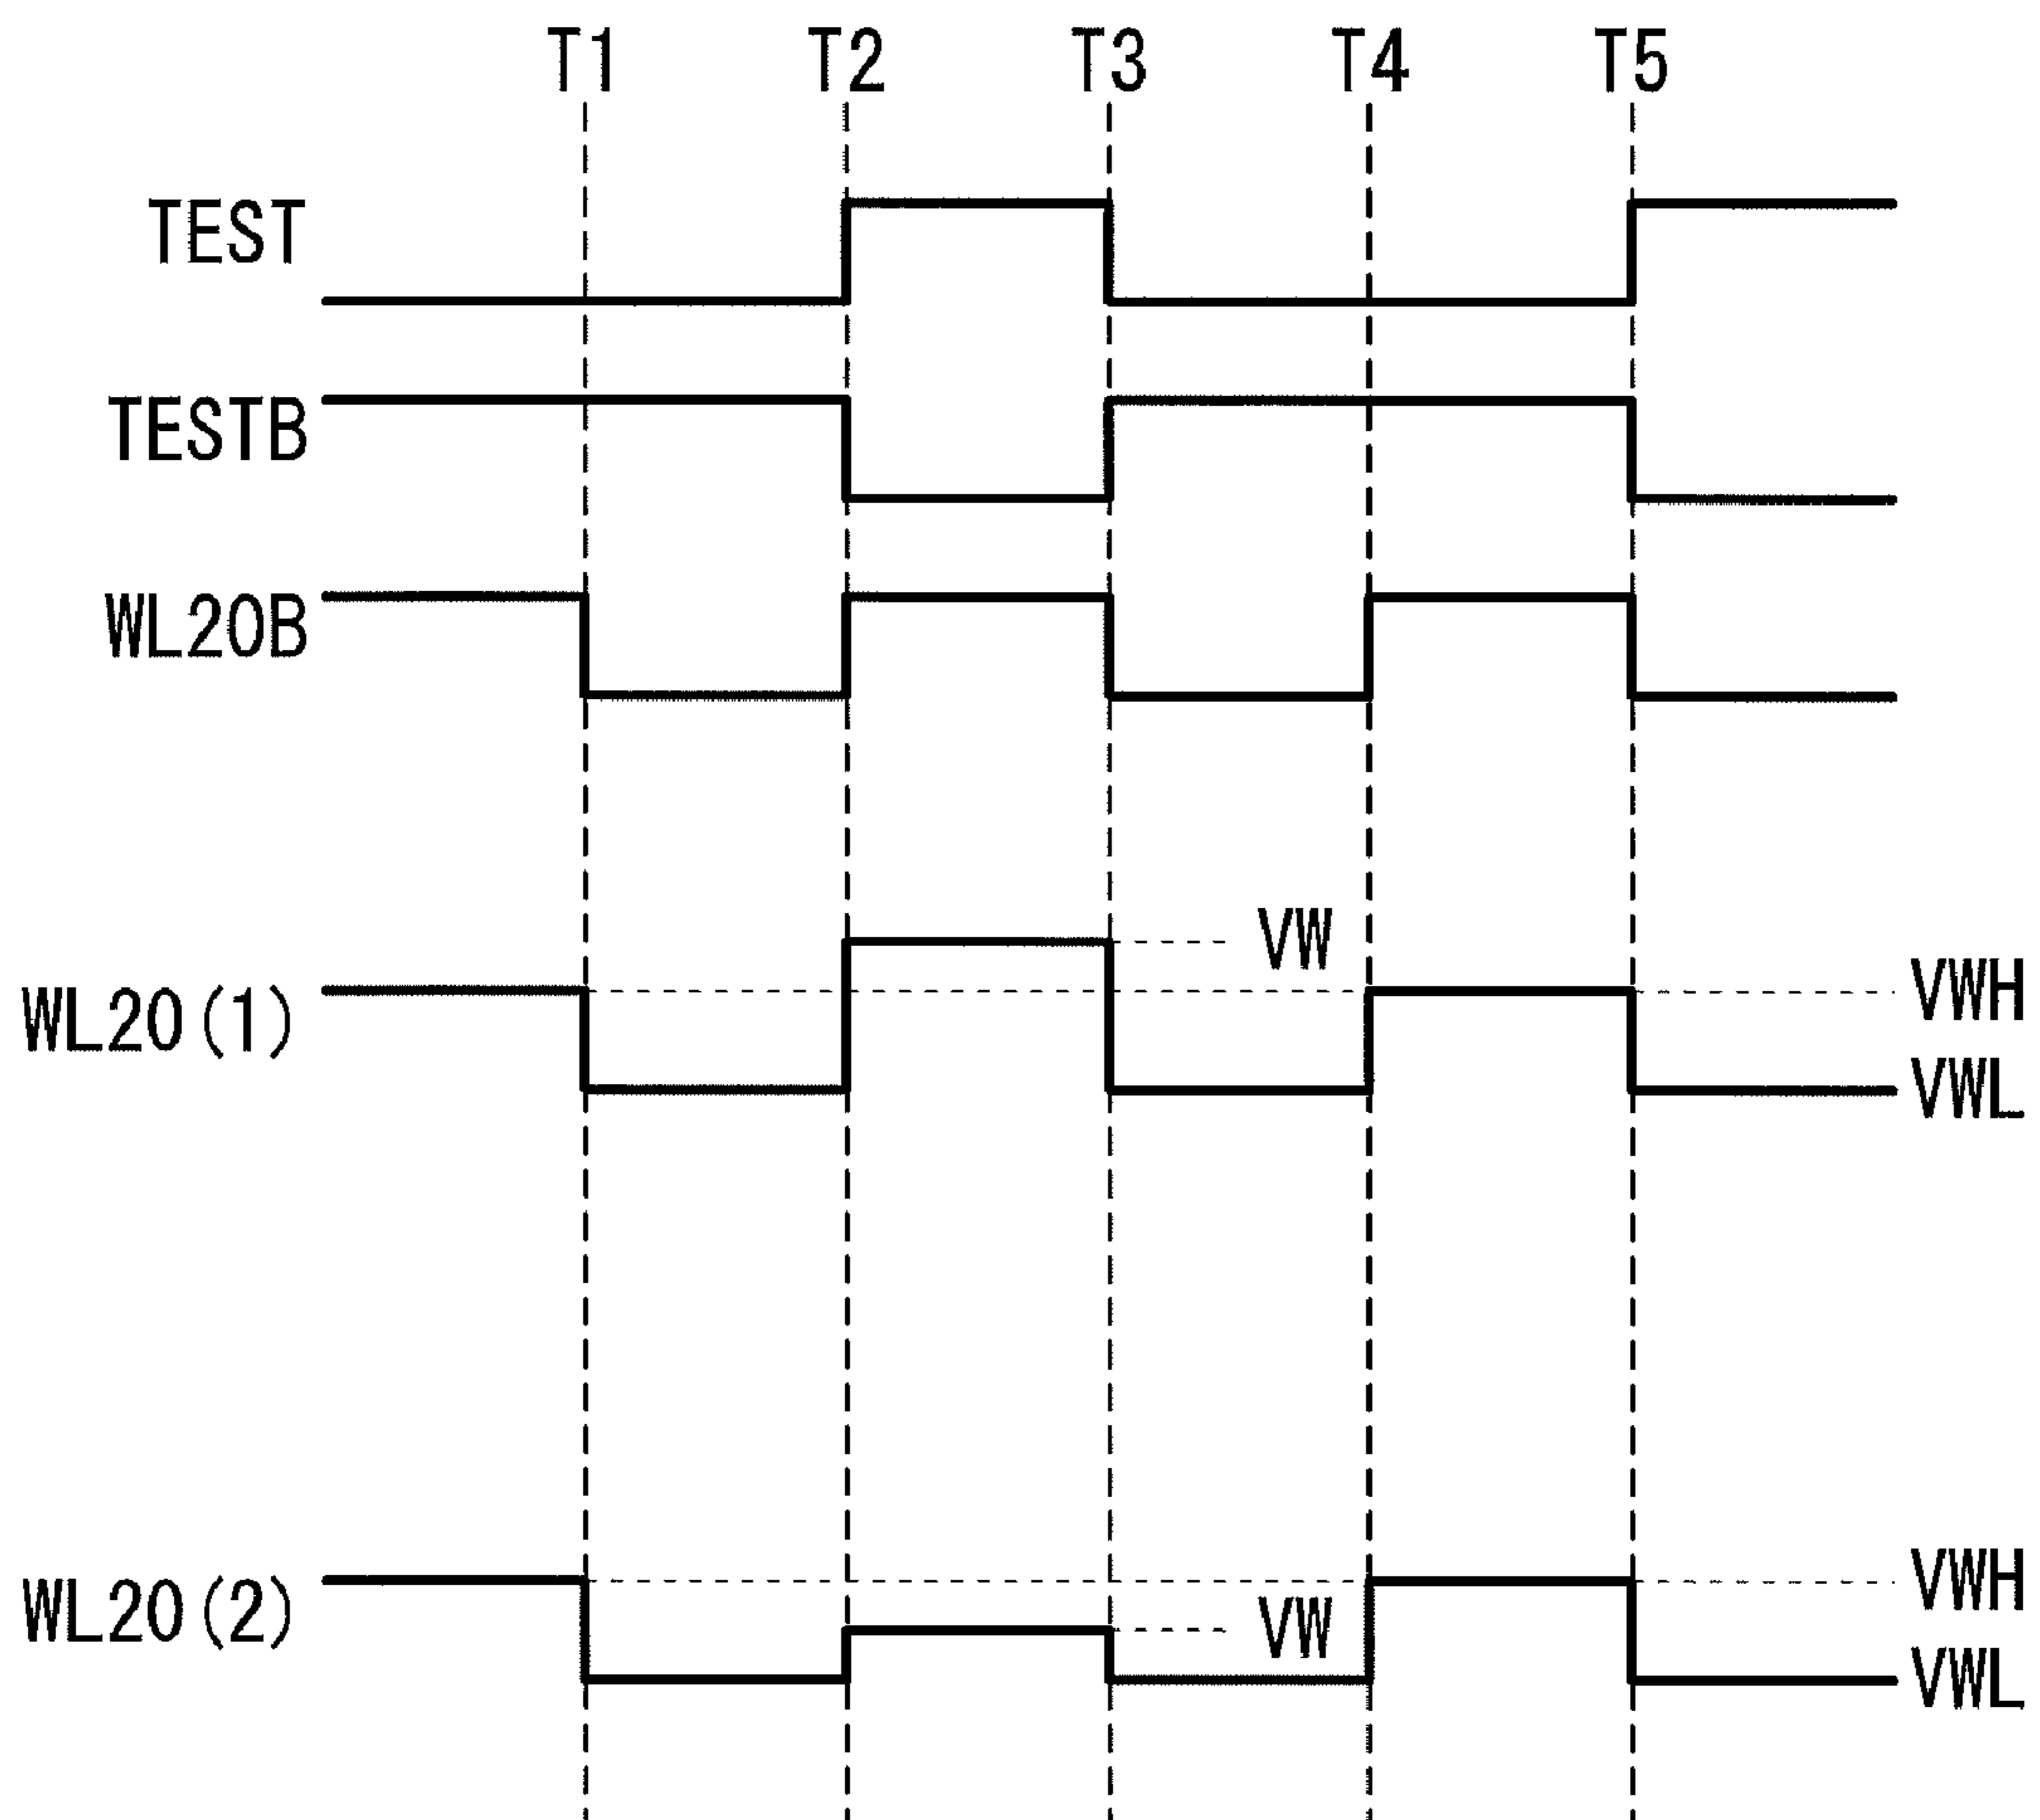 T1 T2 T3 T4 T5
TEST
TESTB
WL20B
VW
WL20(1)
VWH
VWL
WL20(2)
VWH
VW
VWL